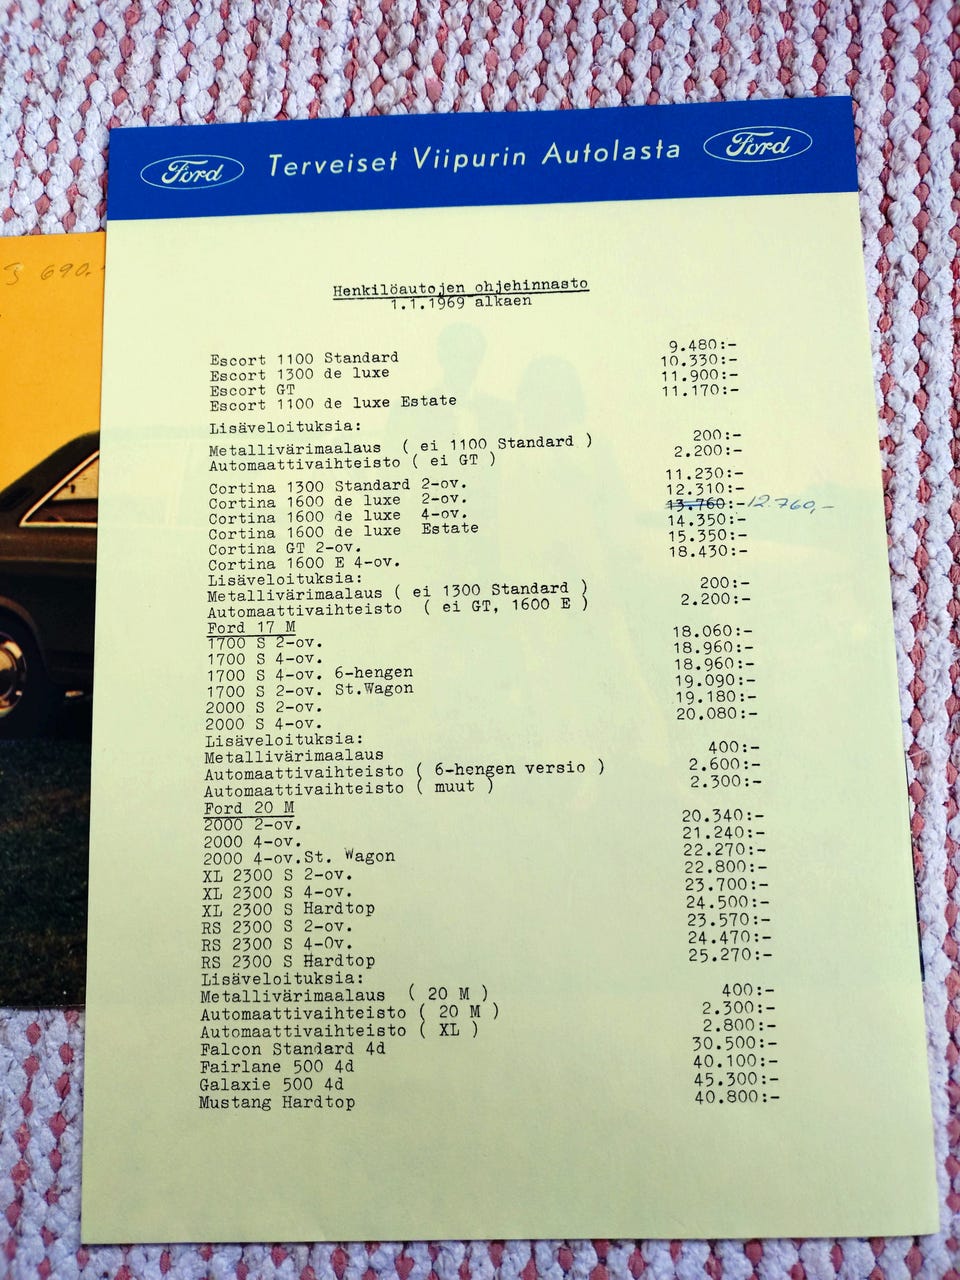 Ford Terveiset Viipurin Autolasta Ford
690.
Henkilöautojen ohjehinnasto
1.1.1969 alkaen
Escort 1100 Standard 9.480:-
Escort 1300 de luxe 10.330:-
Escort GT 11.900:-
Escort 1100 de luxe Estate 11.170:-
Lisäveloituksia:
Metallivärimaalaus ( ei 1100 Standard ) 200:-
Automaattivaihteisto ( ei GT ) 2.200:-
Cortina 1300 Standard 2-ov. 11.230:-
Cortina 1600 de luxe 2-ov. 12.310:-
Cortina 1600 de luxe 4-ov. 13.760:- 12.760,-
Cortina 1600 de luxe Estate 14.350:-
Cortina GT 2-ov. 15.350:-
Cortina 1600 E 4-ov. 18.430:-
Lisäveloituksia:
Metallivärimaalaus ( ei 1300 Standard ) 200:-
Automaattivaihteisto ( ei GT, 1600 E ) 2.200:-
Ford 17 M
1700 S 2-ov. 18.060:-
1700 S 4-ov. 18.960:-
1700 S 4-ov. 6-hengen 18.960:-
1700 S 2-ov. St.Wagon 19.090:-
2000 S 2-ov. 19.180:-
2000 S 4-ov. 20.080:-
Lisäveloituksia:
Metallivärimaalaus 400:-
Automaattivaihteisto ( 6-hengen versio ) 2.600:-
Automaattivaihteisto ( muut ) 2.300:-
Ford 20 M
2000 2-ov. 20.340:-
2000 4-ov. 21.240:-
2000 4-ov.St. Wagon 22.270:-
XL 2300 S 2-ov. 22.800:-
XL 2300 S 4-ov. 23.700:-
XL 2300 S Hardtop 24.500:-
RS 2300 S 2-ov. 23.570:-
RS 2300 S 4-Ov. 24.470:-
RS 2300 S Hardtop 25.270:-
Lisäveloituksia:
Metallivärimaalaus ( 20 M ) 400:-
Automaattivaihteisto ( 20 M ) 2.300:-
Automaattivaihteisto ( XL ) 2.800:-
Falcon Standard 4d 30.500:-
Fairlane 500 4d 40.100:-
Galaxie 500 4d 45.300:-
Mustang Hardtop 40.800:-